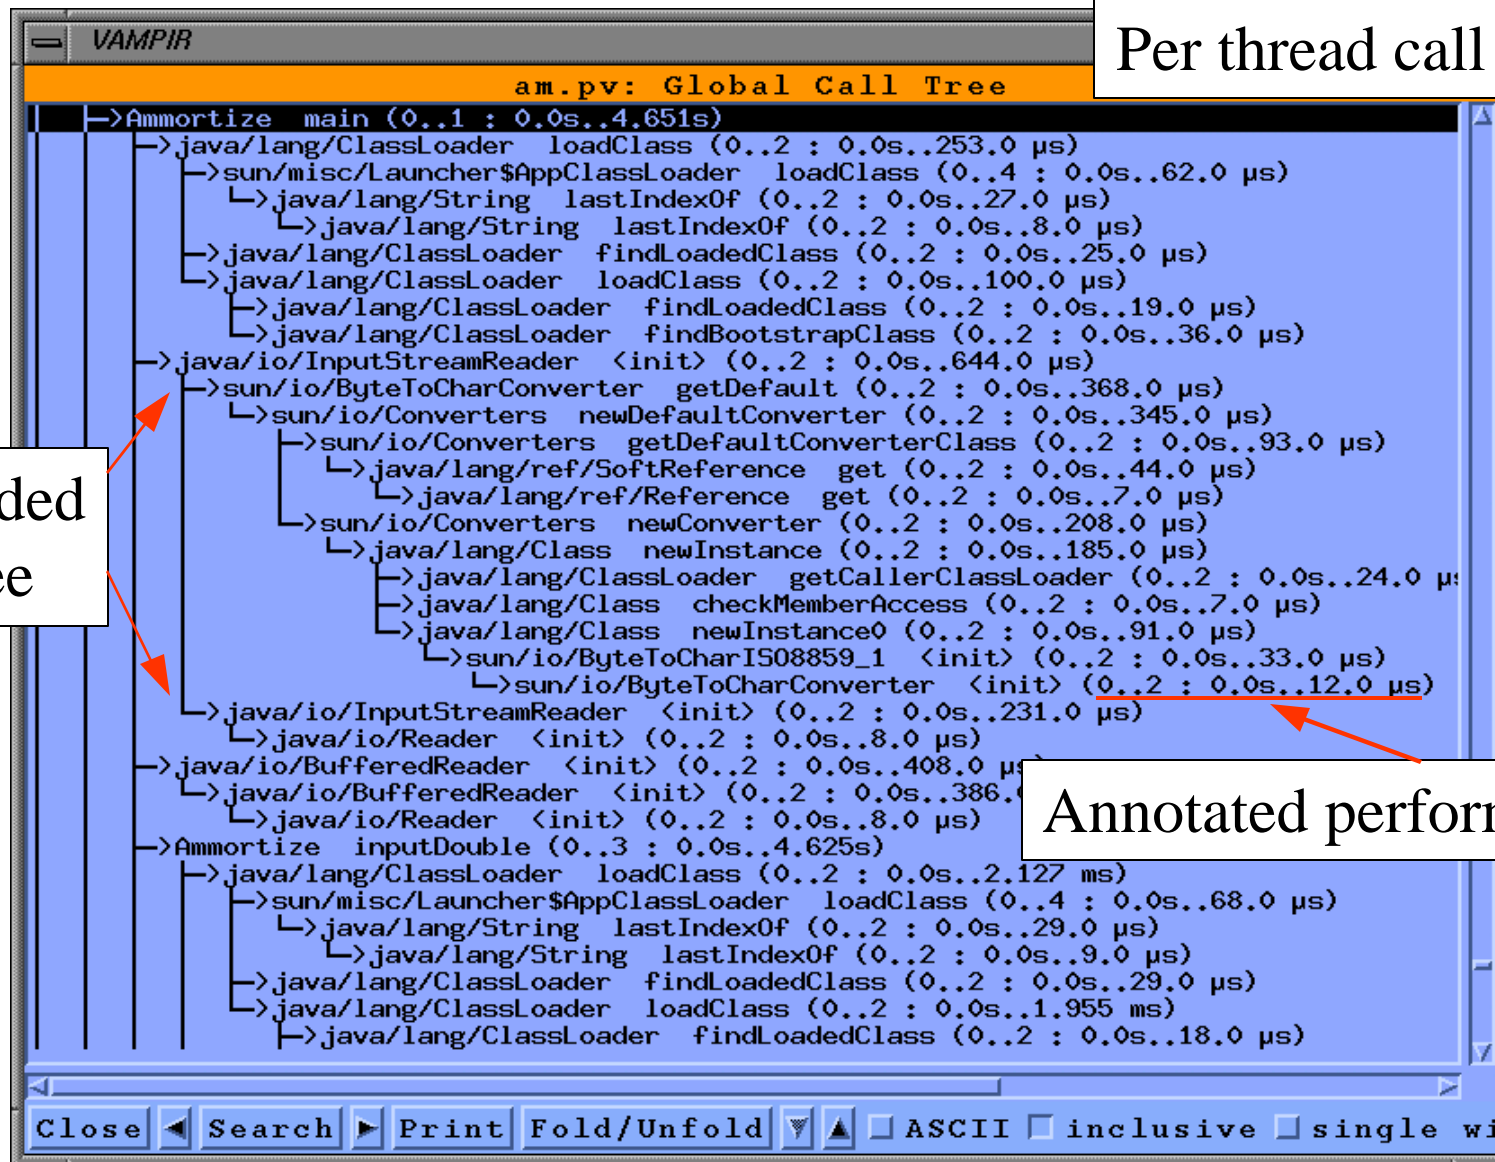 VAMPIR
Per thread call
am.pv: Global Call Tree
Ammortize main (0..1 : 0.0s..4.651s)
java/lang/ClassLoader loadClass (0..2 : 0.0s..253.0 µs)
sun/misc/Launcher$AppClassLoader loadClass (0..4 : 0.0s..62.0 µs)
java/lang/String lastIndexOf (0..2 : 0.0s..27.0 µs)
java/lang/String lastIndexOf (0..2 : 0.0s..8.0 µs)
java/lang/ClassLoader findLoadedClass (0..2 : 0.0s..25.0 µs)
java/lang/ClassLoader loadClass (0..2 : 0.0s..100.0 µs)
java/lang/ClassLoader findLoadedClass (0..2 : 0.0s..19.0 µs)
java/lang/ClassLoader findBootstrapClass (0..2 : 0.0s..36.0 µs)
java/io/InputStreamReader <init> (0..2 : 0.0s..644.0 µs)
sun/io/ByteToCharConverter getDefault (0..2 : 0.0s..368.0 µs)
sun/io/Converters newDefaultConverter (0..2 : 0.0s..345.0 µs)
sun/io/Converters getDefaultConverterClass (0..2 : 0.0s..93.0 µs)
java/lang/ref/SoftReference get (0..2 : 0.0s..44.0 µs)
java/lang/ref/Reference get (0..2 : 0.0s..7.0 µs)
sun/io/Converters newConverter (0..2 : 0.0s..208.0 µs)
java/lang/Class newInstance (0..2 : 0.0s..185.0 µs)
java/lang/ClassLoader getCallerClassLoader (0..2 : 0.0s..24.0 µ
java/lang/Class checkMemberAccess (0..2 : 0.0s..7.0 µs)
java/lang/Class newInstance0 (0..2 : 0.0s..91.0 µs)
sun/io/ByteToCharISO8859_1 <init> (0..2 : 0.0s..33.0 µs)
sun/io/ByteToCharConverter <init> (0..2 : 0.0s..12.0 µs)
java/io/InputStreamReader <init> (0..2 : 0.0s..231.0 µs)
java/io/Reader <init> (0..2 : 0.0s..8.0 µs)
java/io/BufferedReader <init> (0..2 : 0.0s..408.0 µ
java/io/BufferedReader <init> (0..2 : 0.0s..386.
java/io/Reader <init> (0..2 : 0.0s..8.0 µs)
Ammortize inputDouble (0..3 : 0.0s..4.625s)
java/lang/ClassLoader loadClass (0..2 : 0.0s..2.127 ms)
sun/misc/Launcher$AppClassLoader loadClass (0..4 : 0.0s..68.0 µs)
java/lang/String lastIndexOf (0..2 : 0.0s..29.0 µs)
java/lang/String lastIndexOf (0..2 : 0.0s..9.0 µs)
java/lang/ClassLoader findLoadedClass (0..2 : 0.0s..29.0 µs)
java/lang/ClassLoader loadClass (0..2 : 0.0s..1.955 ms)
java/lang/ClassLoader findLoadedClass (0..2 : 0.0s..18.0 µs)
ded
ee
Annotated perfor
Close Search Print Fold/Unfold ASCII inclusive single wi